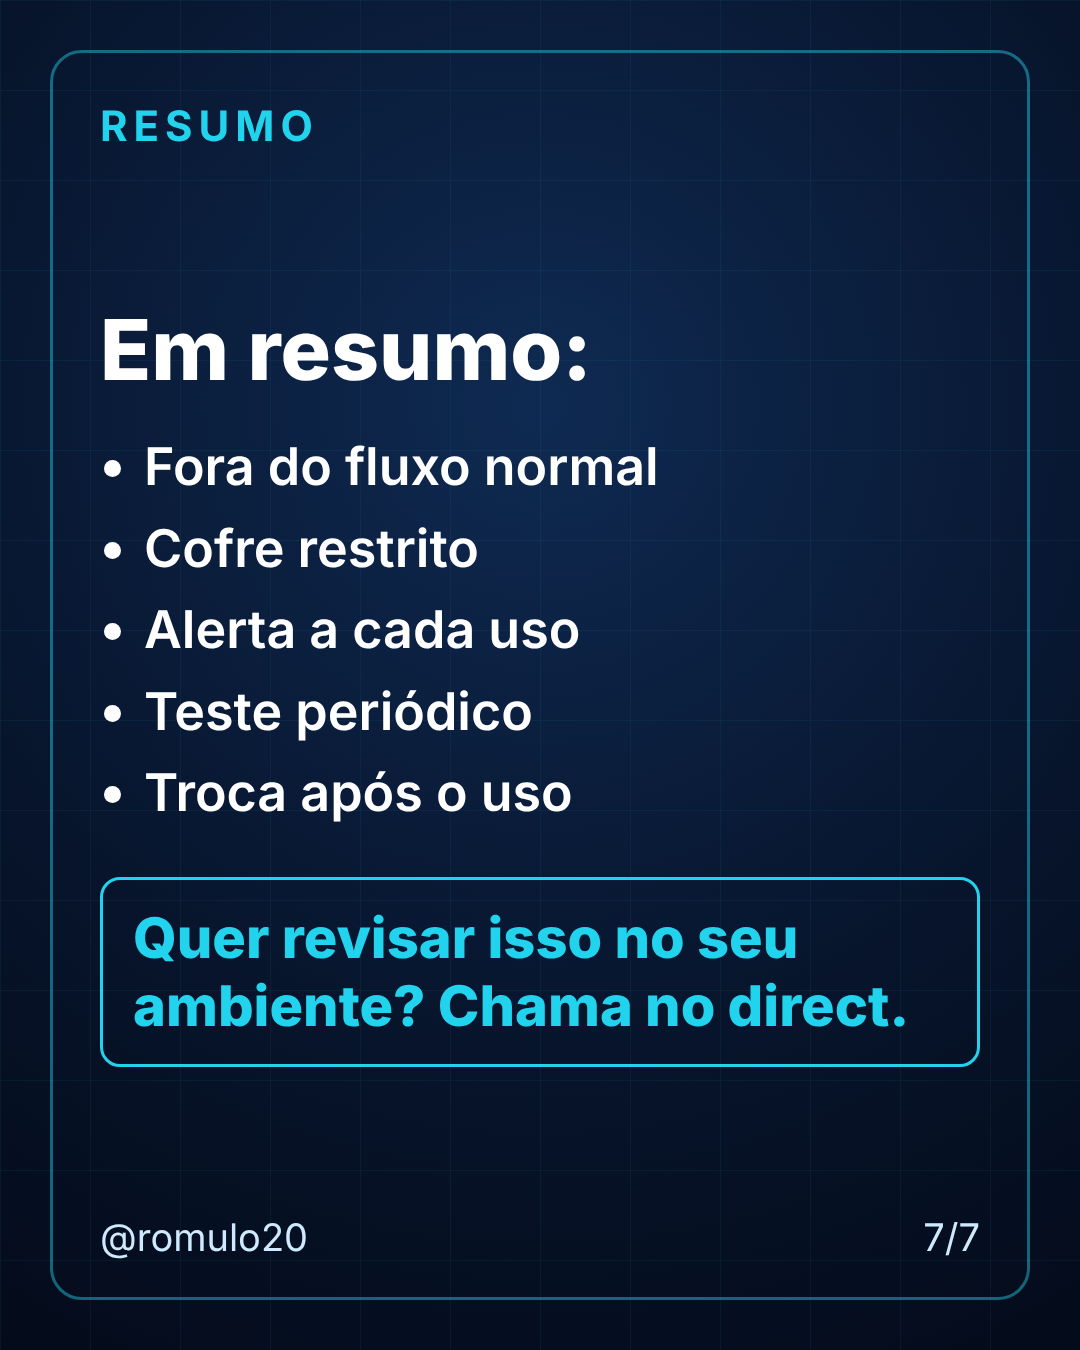 RESUMO
Em resumo:
• Fora do fluxo normal
• Cofre restrito
• Alerta a cada uso
• Teste periódico
• Troca após o uso
Quer revisar isso no seu
ambiente? Chama no direct.
@romulo20
7/7